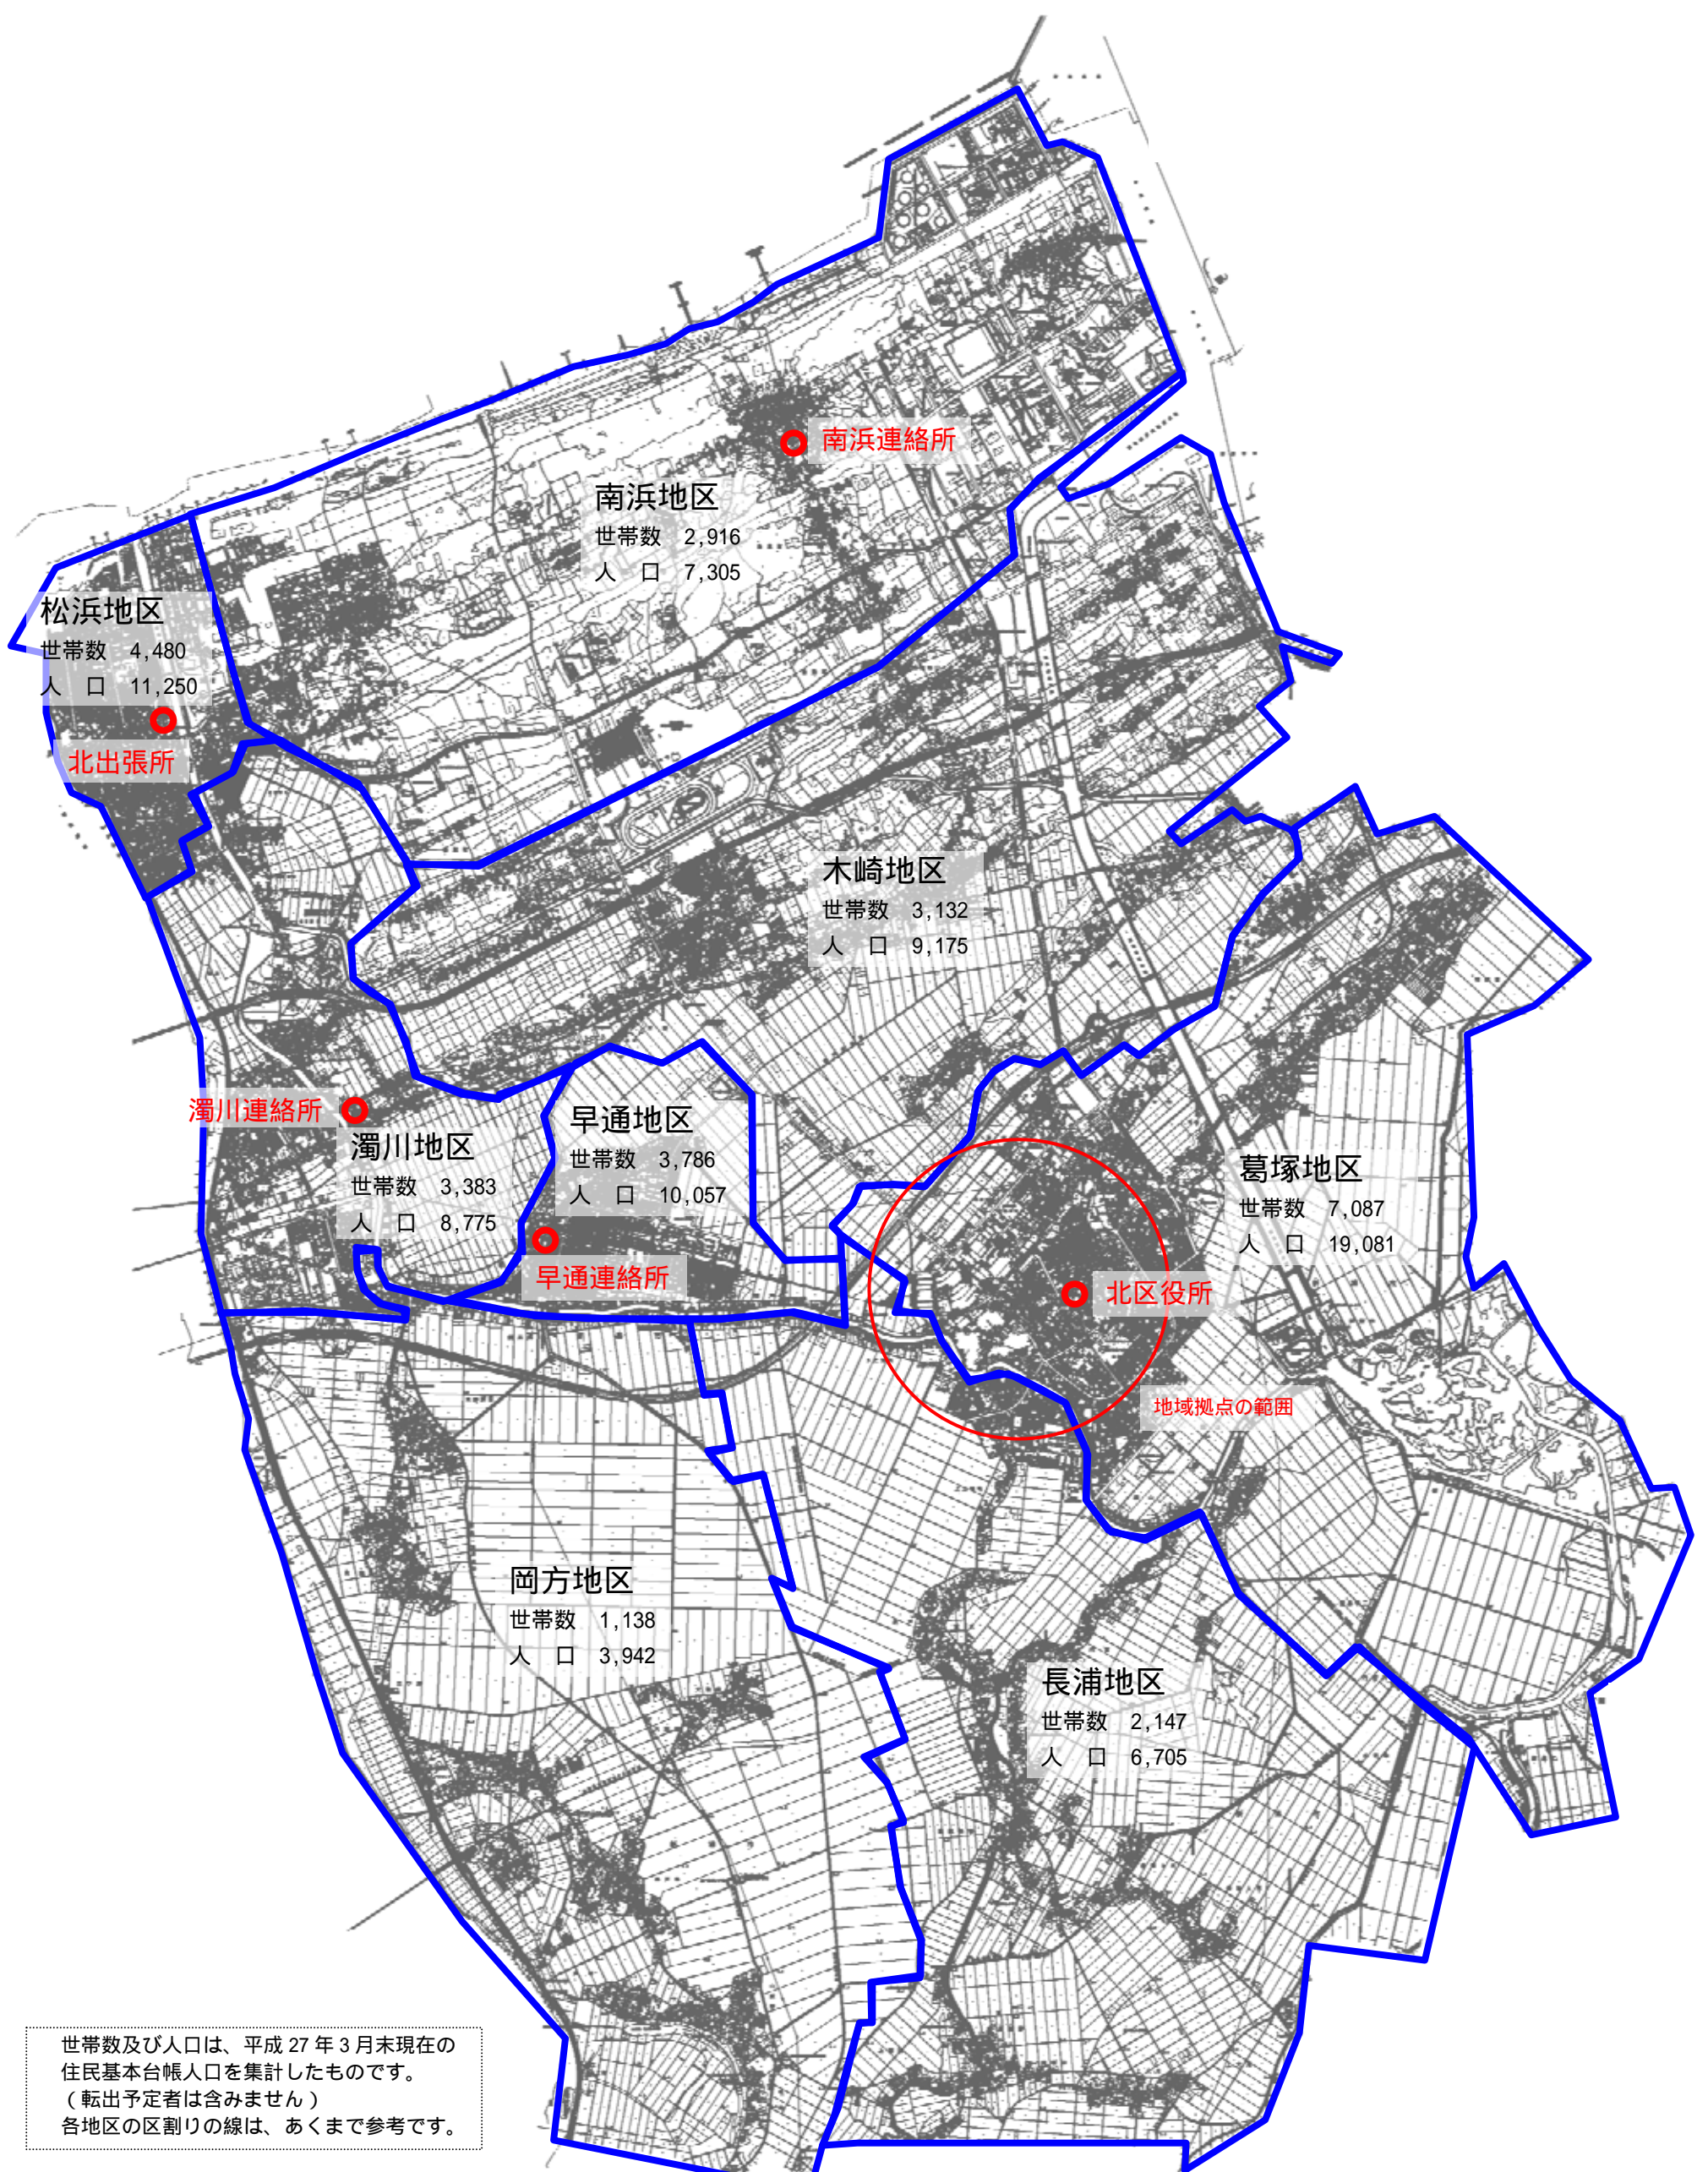 南浜連絡所
南浜地区
世帯数 2,916
人 口 7,305
松浜地区
世帯数 4,480
人 口 11,250
北出張所
木崎地区
世帯数 3,132
人 口 9,175
濁川連絡所
濁川地区
世帯数 3,383
人 口 8,775
早通地区
世帯数 3,786
人 口 10,057
早通連絡所
葛塚地区
世帯数 7,087
人 口 19,081
北区役所
地域拠点の範囲
岡方地区
世帯数 1,138
人 口 3,942
長浦地区
世帯数 2,147
人 口 6,705
世帯数及び人口は、平成 27 年 3 月末現在の
住民基本台帳人口を集計したものです。
(転出予定者は含みません)
各地区の区割りの線は、あくまで参考です。